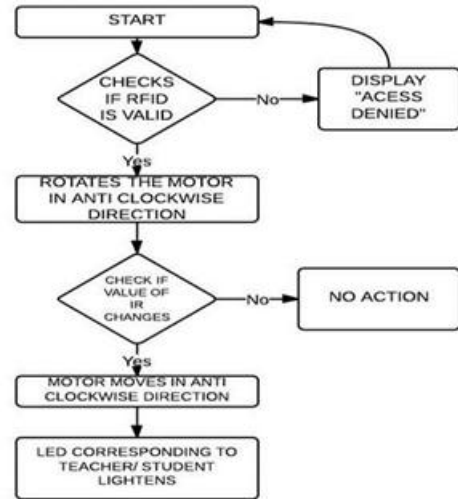 START
CHECKS
IF RFID
IS VALID
No
DISPLAY
"ACESS
DENIED"
Yes
ROTATES THE MOTOR
IN ANTI CLOCKWISE
DIRECTION
CHECK IF
VALUE OF
IR
CHANGES
No
NO ACTION
Yes
MOTOR MOVES IN ANTI
CLOCKWISE DIRECTION
LED CORRESPONDING TO
TEACHER/ STUDENT
LIGHTENS